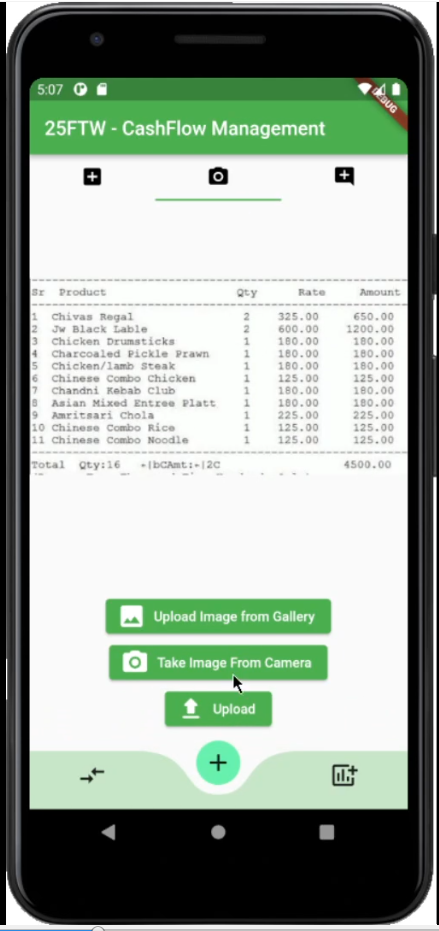 5:07
DEBUG
25FTW - CashFlow Management
Sr Product Qty Rate Amount
1 Chivas Regal 2 325.00 650.00
2 Jw Black Lable 2 600.00 1200.00
3 Chicken Drumsticks 1 180.00 180.00
4 Charcoaled Pickle Prawn 1 180.00 180.00
5 Chicken/lamb Steak 1 180.00 180.00
6 Chinese Combo Chicken 1 125.00 125.00
7 Chandni Kebab Club 1 180.00 180.00
8 Asian Mixed Entree Platt 1 180.00 180.00
9 Amritsari Chola 1 225.00 225.00
10 Chinese Combo Rice 1 125.00 125.00
11 Chinese Combo Noodle 1 125.00 125.00
Total Qty:16 ←|bCAmt:←|2C 4500.00
Upload Image from Gallery
Take Image From Camera
Upload